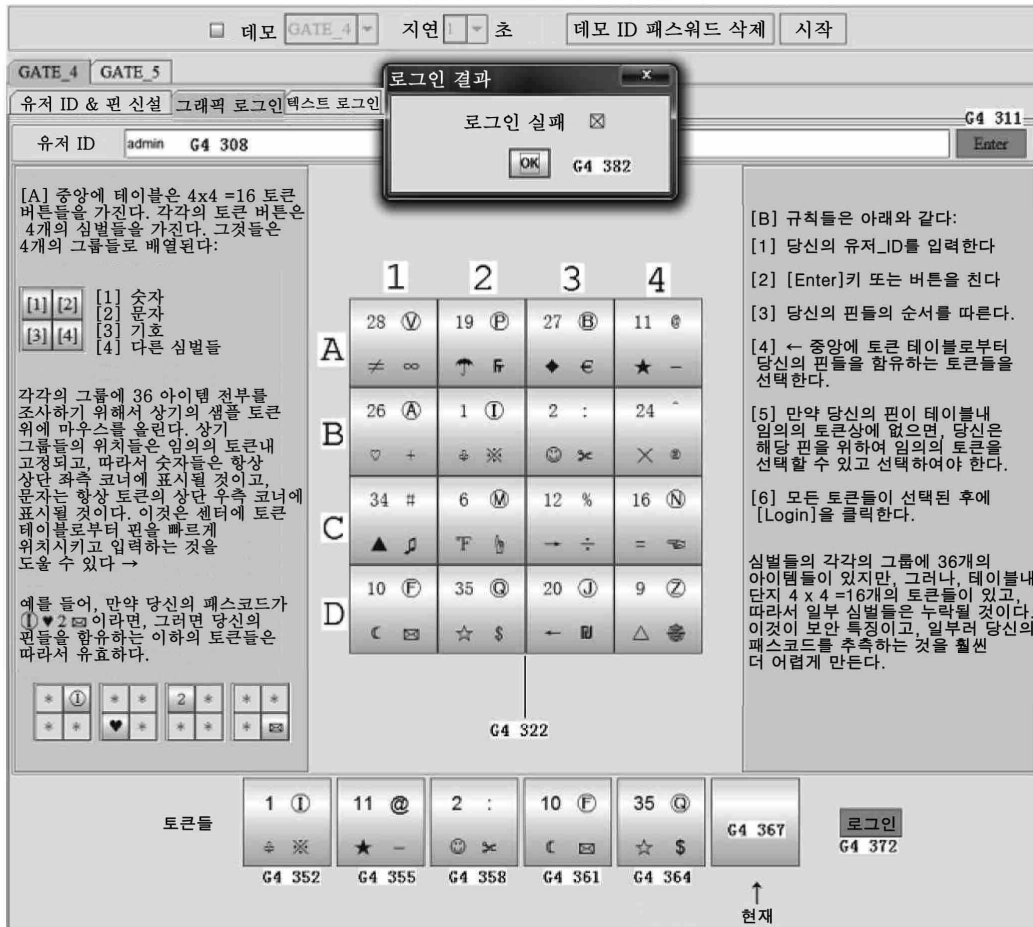 데모 GATE_4 지연 1 초 데모 ID 패스워드 삭제 시작
GATE_4 GATE_5
유저 ID & 핀 신설 그래픽 로그인 텍스트 로그인
로그인 결과 x
로그인 실패 ☒
OK G4 382
G4 311
유저 ID admin G4 308 Enter
[A] 중앙에 테이블은 4x4 =16 토큰
버튼들을 가진다. 각각의 토큰 버튼은
4개의 심벌들을 가진다. 그것들은
4개의 그룹들로 배열된다:
[1] [2]
[3] [4]
[1] 숫자
[2] 문자
[3] 기호
[4] 다른 심벌들
각각의 그룹에 36 아이템 전부를
조사하기 위해서 상기의 샘플 토큰
위에 마우스를 올린다. 상기
그룹들의 위치들은 임의의 토큰내
고정되고, 따라서 숫자들은 항상
상단 좌측 코너에 표시될 것이고,
문자는 항상 토큰의 상단 우측 코너에
표시될 것이다. 이것은 센터에 토큰
테이블로부터 핀을 빠르게
위치시키고 입력하는 것을
도울 수 있다 →
예를 들어, 만약 당신의 패스코드가
Ⓘ ♥ 2 ✉ 이라면, 그러면 당신의
핀들을 함유하는 이하의 토큰들은
따라서 유효하다.
* Ⓘ * * 2 * * *
* * ♥ * * * * ✉
1 2 3 4
A
28 Ⓥ 19 Ⓟ 27 Ⓑ 11 @
≠ ∞ ☂ ₣ ◆ € ★ –
B
26 Ⓐ 1 Ⓘ 2 : 24 ^
♡ + ※ ☺ ✂ ×
C
34 # 6 Ⓜ 12 % 16 Ⓝ
▲ ♫ → ÷ = ☜
D
10 Ⓕ 35 Ⓠ 20 Ⓙ 9 Ⓩ
☾ ✉ ☆ $ ← ₪ △
G4 322
[B] 규칙들은 아래와 같다:
[1] 당신의 유저_ID를 입력한다
[2] [Enter]키 또는 버튼을 친다
[3] 당신의 핀들의 순서를 따른다.
[4] ← 중앙에 토큰 테이블로부터
당신의 핀들을 함유하는 토큰들을
선택한다.
[5] 만약 당신의 핀이 테이블내
임의의 토큰상에 없으면, 당신은
해당 핀을 위하여 임의의 토큰을
선택할 수 있고 선택하여야 한다.
[6] 모든 토큰들이 선택된 후에
[Login]을 클릭한다.
심벌들의 각각의 그룹에 36개의
아이템들이 있지만, 그러나, 테이블내
단지 4 x 4 =16개의 토큰들이 있고,
따라서 일부 심벌들은 누락될 것이다.
이것이 보안 특징이고, 일부러 당신의
패스코드를 추측하는 것을 훨씬
더 어렵게 만든다.
토큰들
1 Ⓘ 11 @ 2 : 10 Ⓕ 35 Ⓠ
※ ★ – ☺ ✂ ☾ ✉ ☆ $
G4 352 G4 355 G4 358 G4 361 G4 364
G4 367
↑
현재
로그인
G4 372